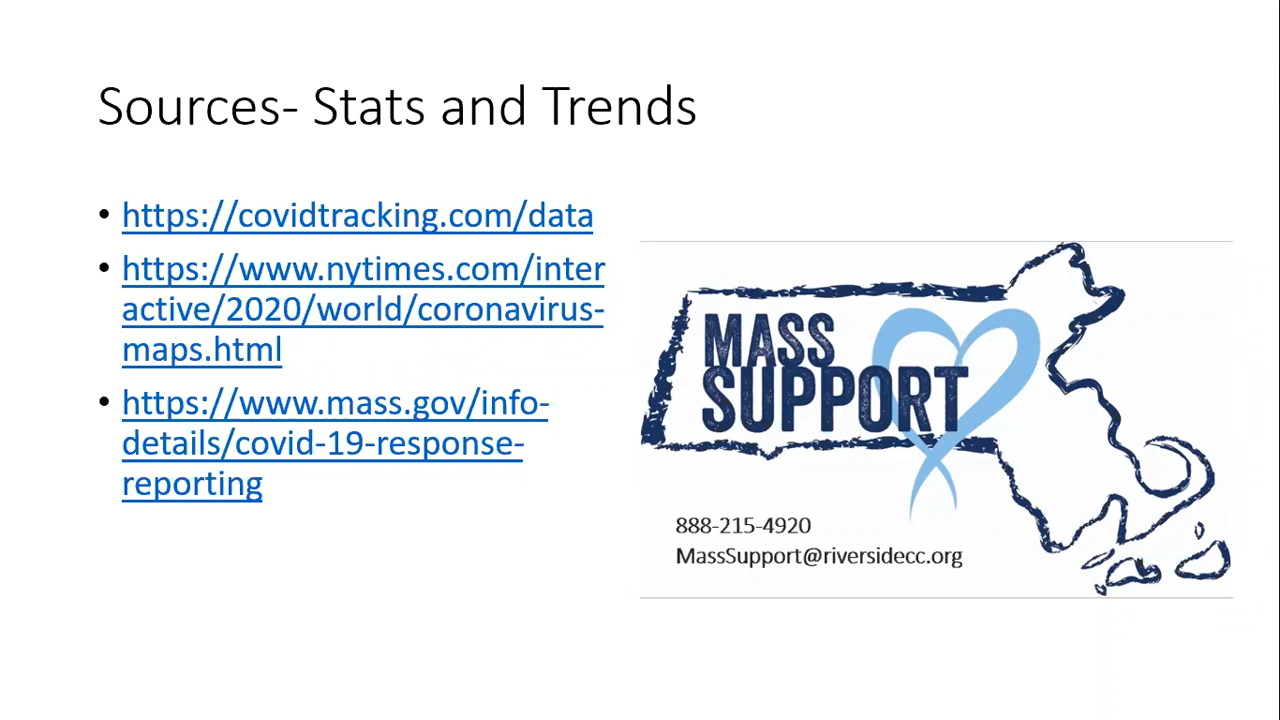 Sources- Stats and Trends
• https://covidtracking.com/data
• https://www.nytimes.com/inter
active/2020/world/coronavirus-
maps.html
• https://www.mass.gov/info-
details/covid-19-response-
reporting
MASS
SUPPORT
888-215-4920
MassSupport@riversidecc.org